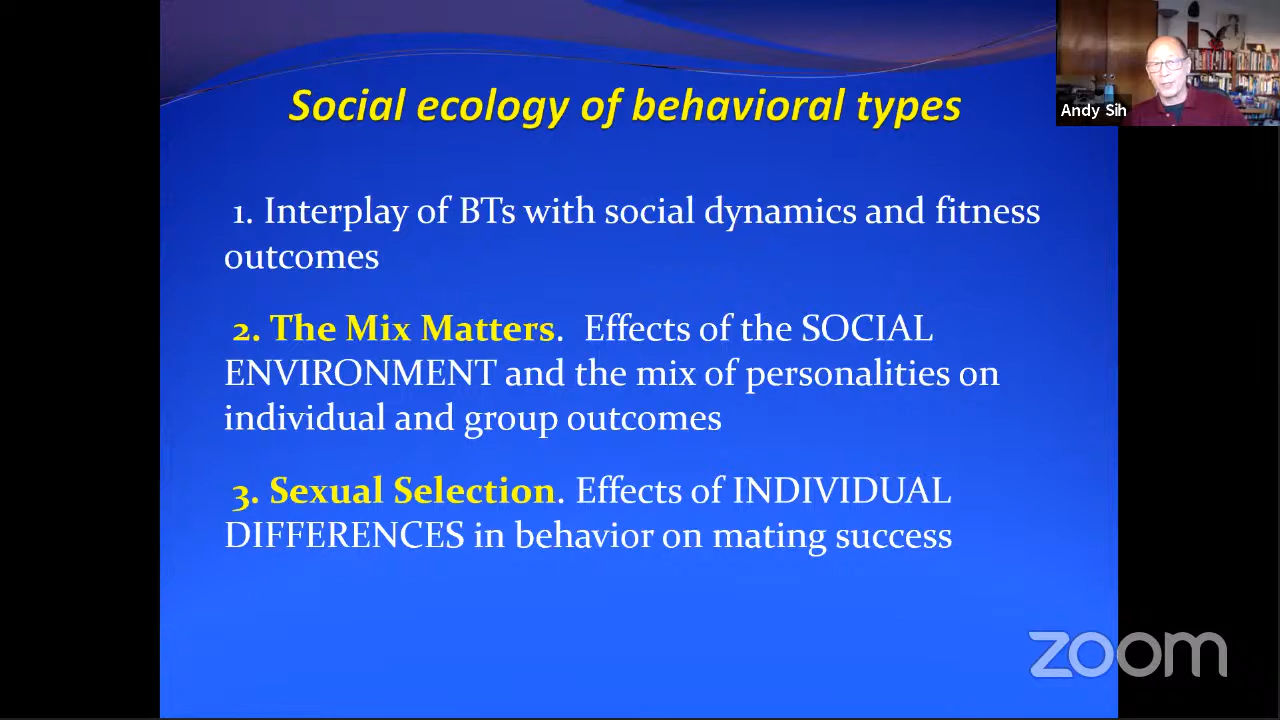 Social ecology of behavioral types
Andy Sih
1. Interplay of BTs with social dynamics and fitness
outcomes
2. The Mix Matters. Effects of the SOCIAL
ENVIRONMENT and the mix of personalities on
individual and group outcomes
3. Sexual Selection. Effects of INDIVIDUAL
DIFFERENCES in behavior on mating success
zoom